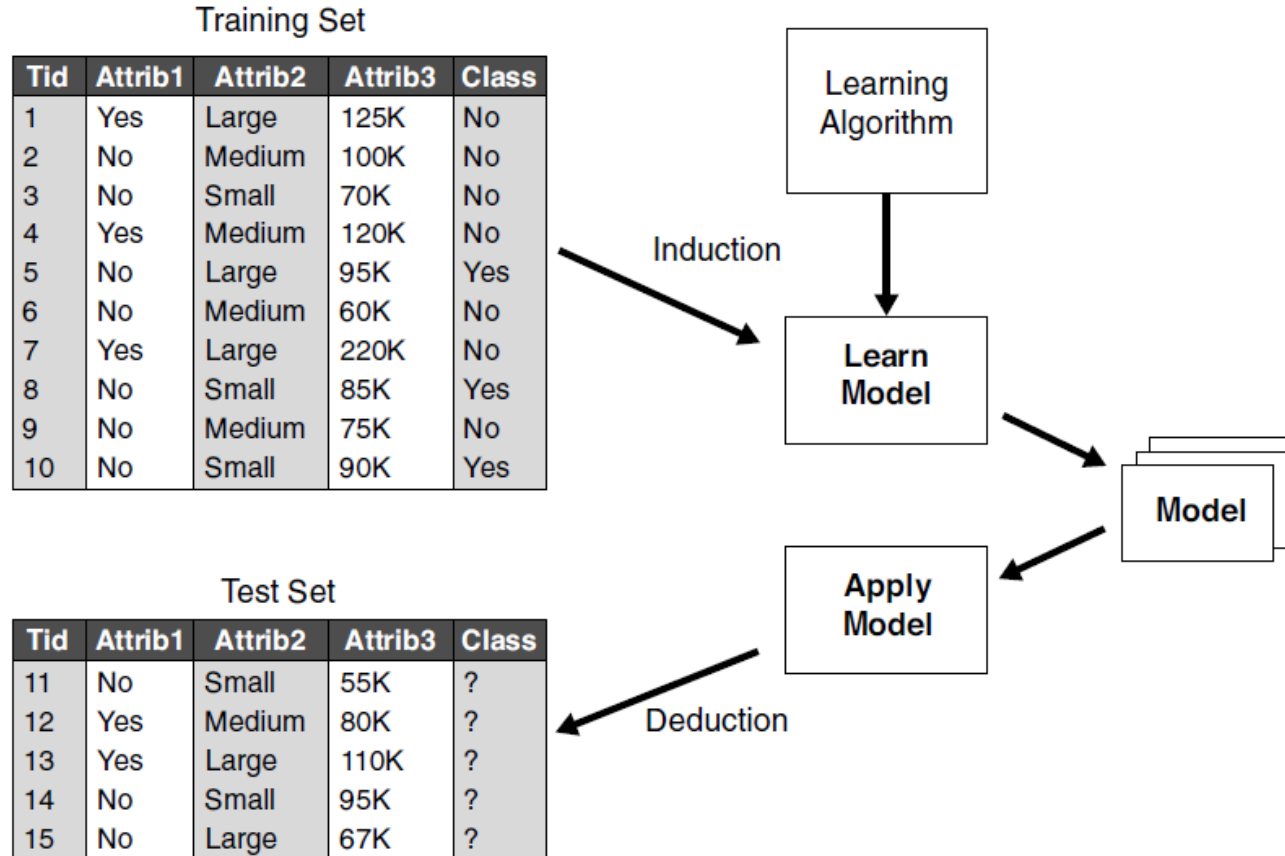 Training Set
Tid Attrib1 Attrib2 Attrib3 Class
1 Yes Large 125K No
2 No Medium 100K No
3 No Small 70K No
4 Yes Medium 120K No
5 No Large 95K Yes
6 No Medium 60K No
7 Yes Large 220K No
8 No Small 85K Yes
9 No Medium 75K No
10 No Small 90K Yes
Learning
Algorithm
Induction
Learn
Model
Model
Apply
Model
Deduction
Test Set
Tid Attrib1 Attrib2 Attrib3 Class
11 No Small 55K ?
12 Yes Medium 80K ?
13 Yes Large 110K ?
14 No Small 95K ?
15 No Large 67K ?